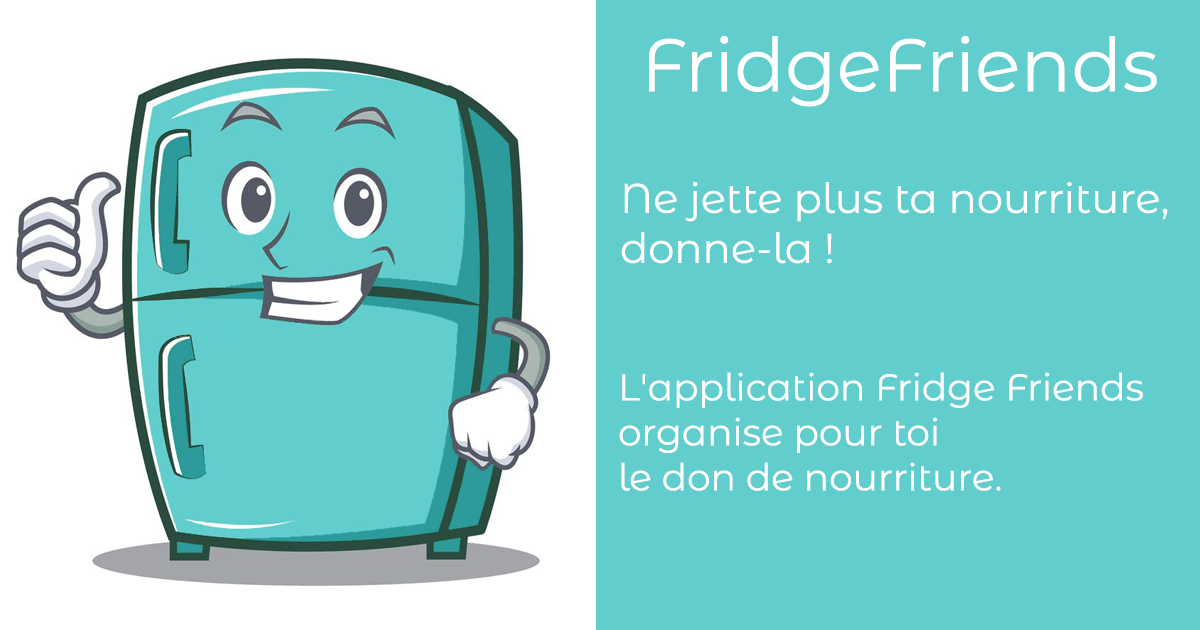 FridgeFriends
Ne jette plus ta nourriture,
donne-la !
L'application Fridge Friends
organise pour toi
le don de nourriture.